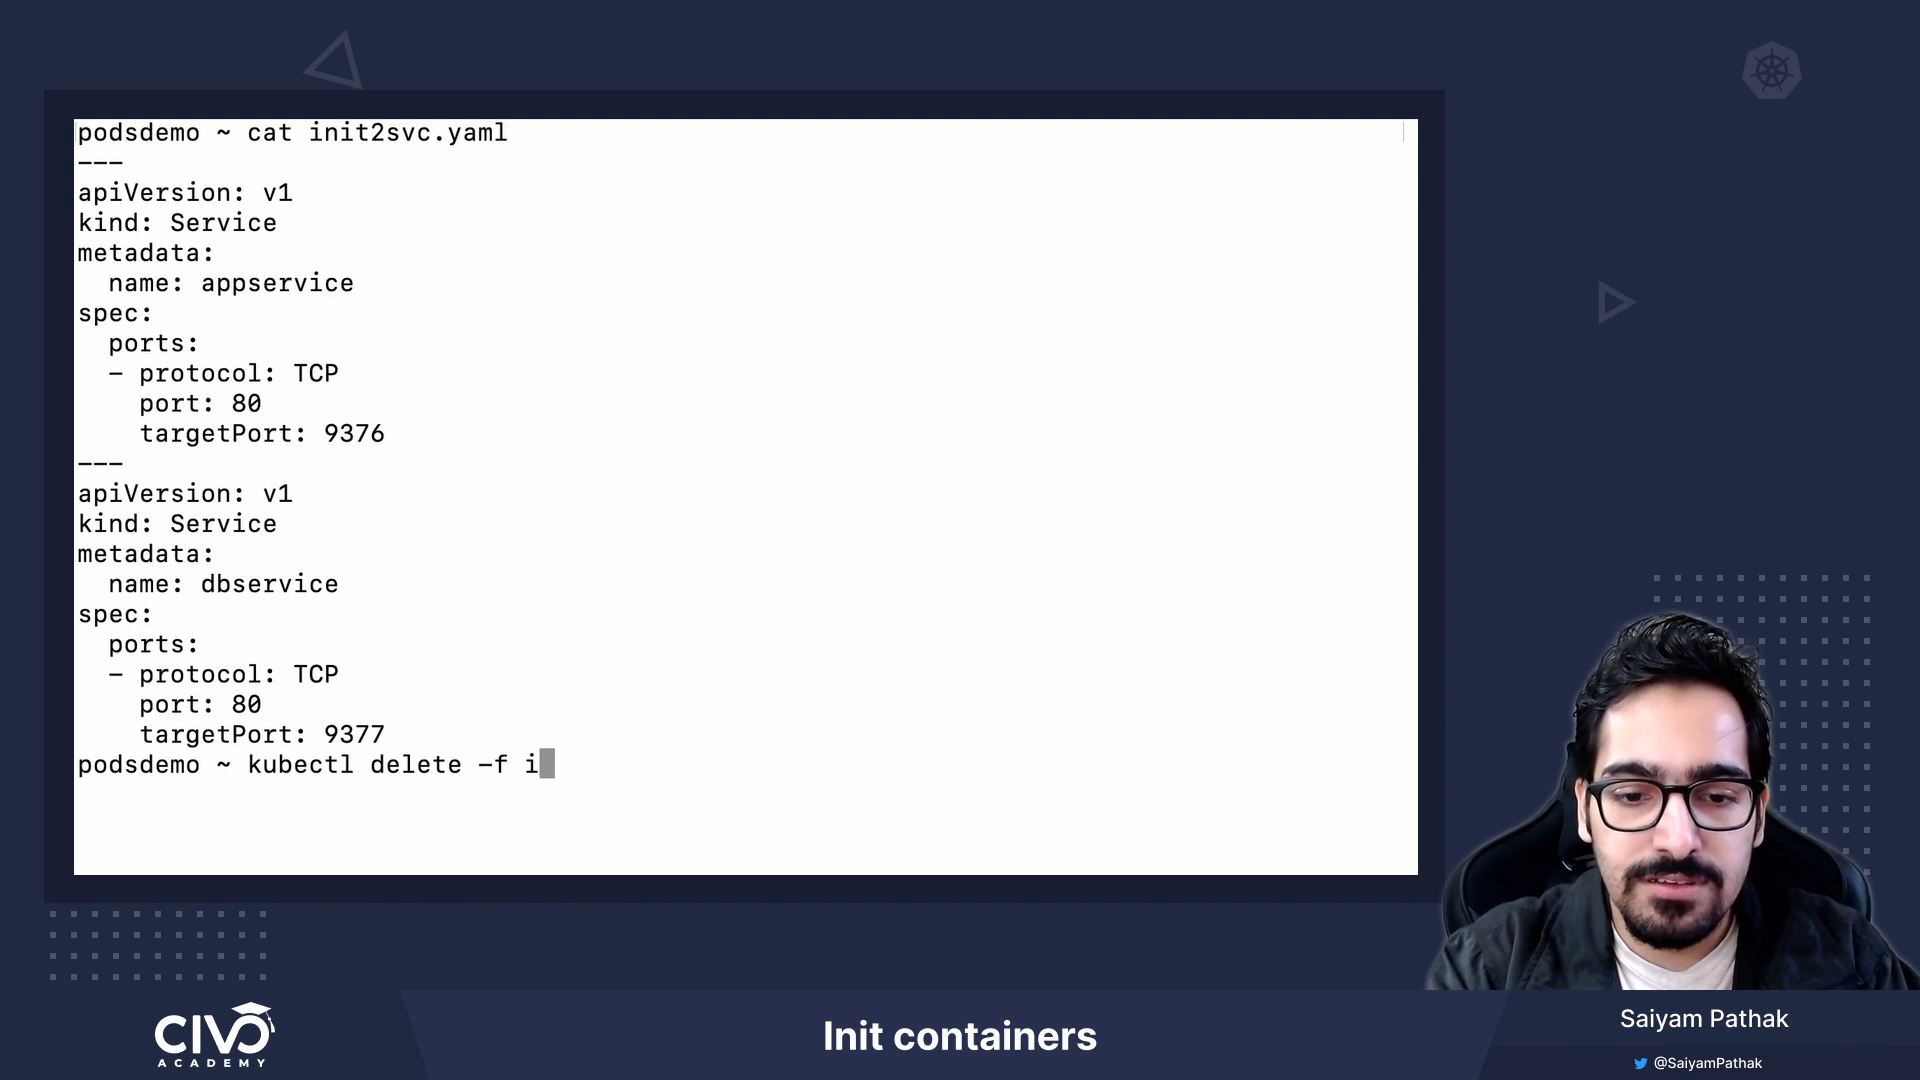 podsdemo ~ cat init2svc.yaml
---
apiVersion: v1
kind: Service
metadata:
  name: appservice
spec:
  ports:
  - protocol: TCP
    port: 80
    targetPort: 9376
---
apiVersion: v1
kind: Service
metadata:
  name: dbservice
spec:
  ports:
  - protocol: TCP
    port: 80
    targetPort: 9377
podsdemo ~ kubectl delete -f i
CIVO
ACADEMY
Init containers
Saiyam Pathak
@SaiyamPathak